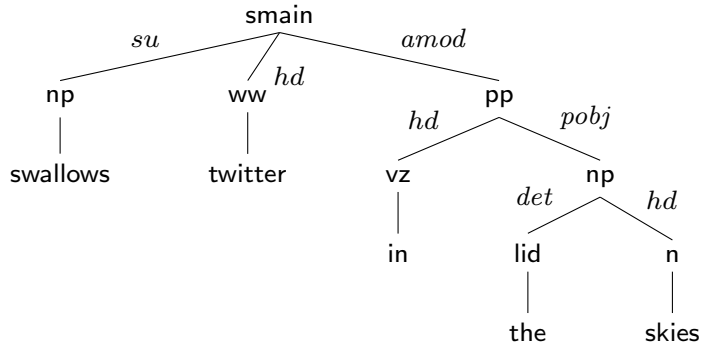 smain
su hd amod
np ww pp
hd pobj
swallows twitter vz np
det hd
in lid n
the skies